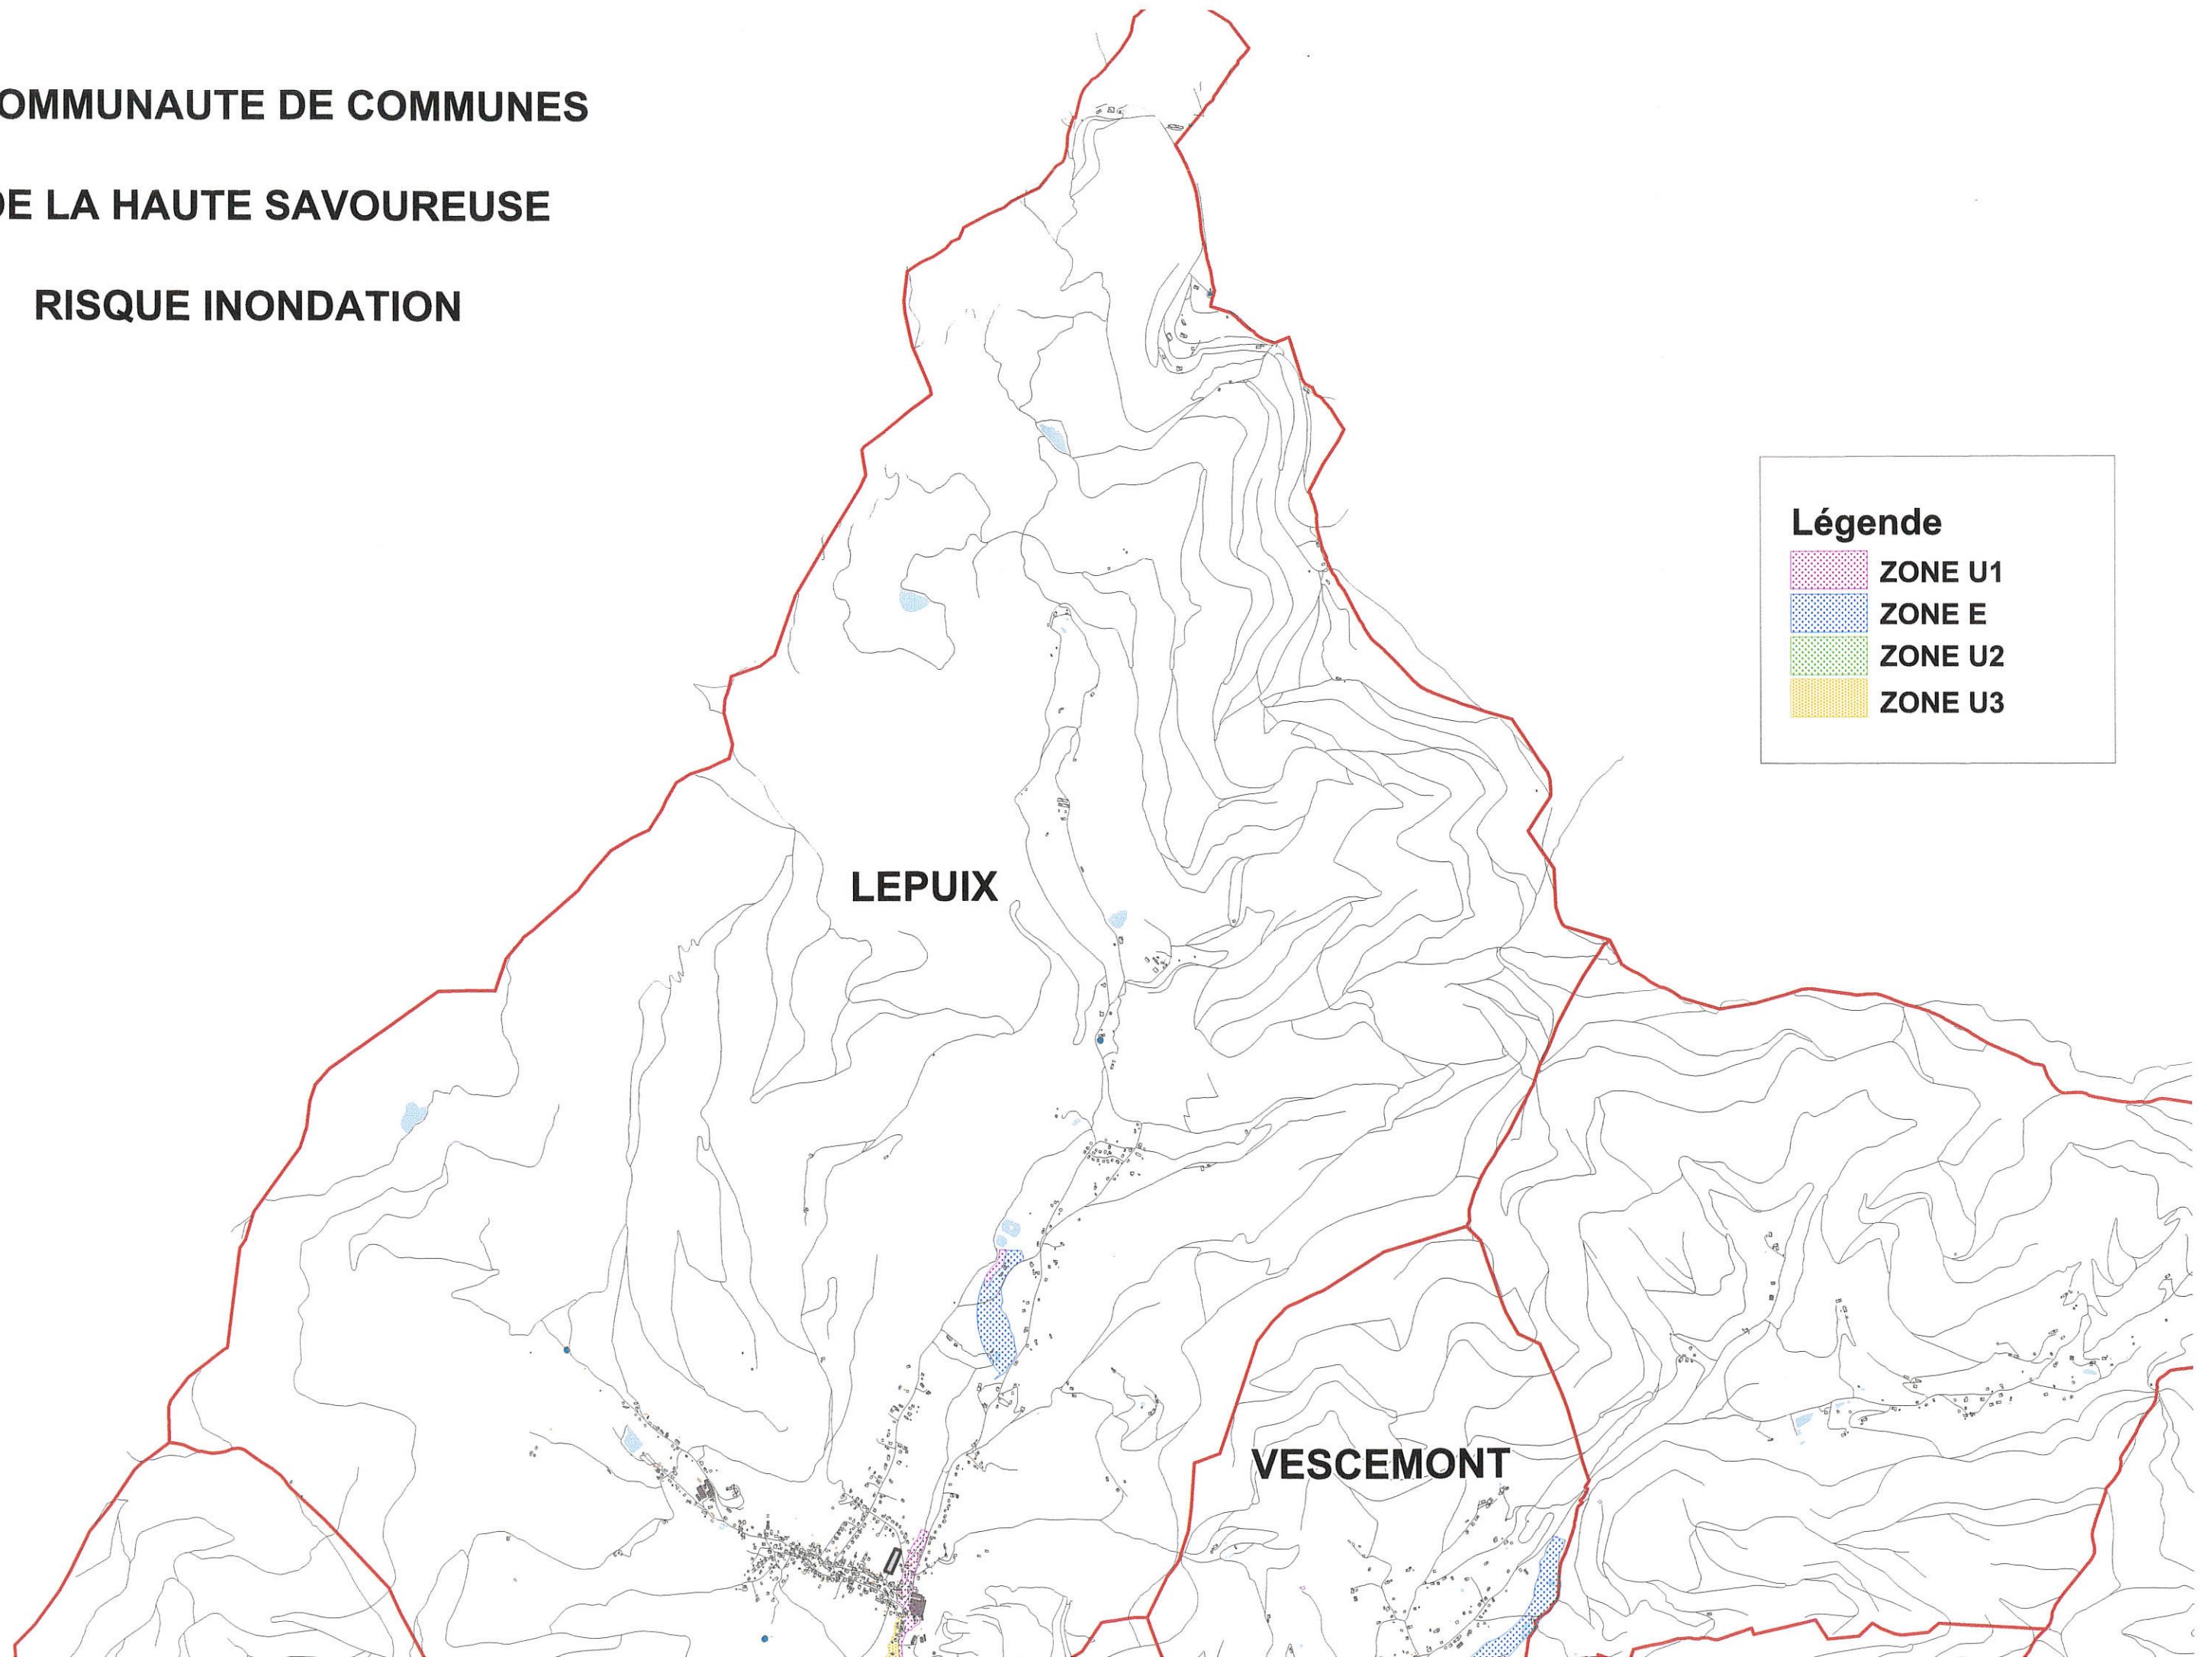 OMMUNAUTE DE COMMUNES
DE LA HAUTE SAVOUREUSE
RISQUE INONDATION
Légende
ZONE U1
ZONE E
ZONE U2
ZONE U3
LEPUIX
VESCEMONT